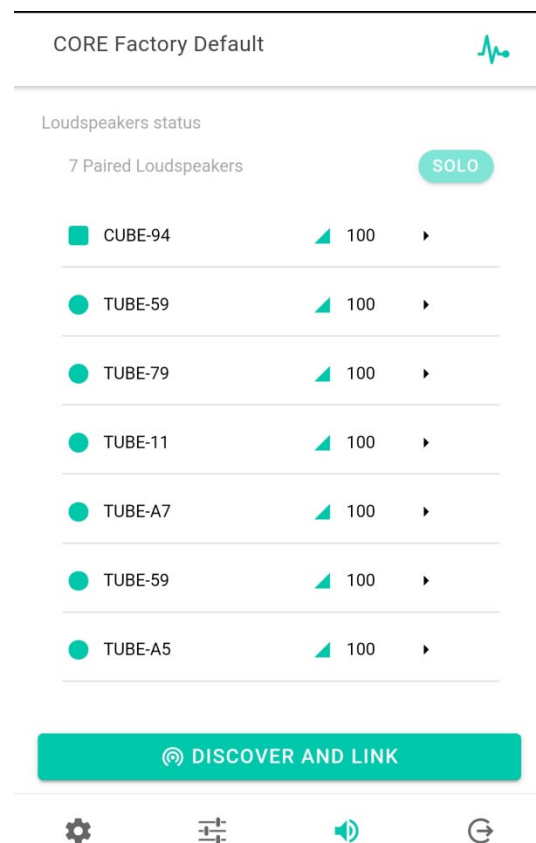 CORE Factory Default
Loudspeakers status
7 Paired Loudspeakers SOLO
CUBE-94 100
TUBE-59 100
TUBE-79 100
TUBE-11 100
TUBE-A7 100
TUBE-59 100
TUBE-A5 100
DISCOVER AND LINK